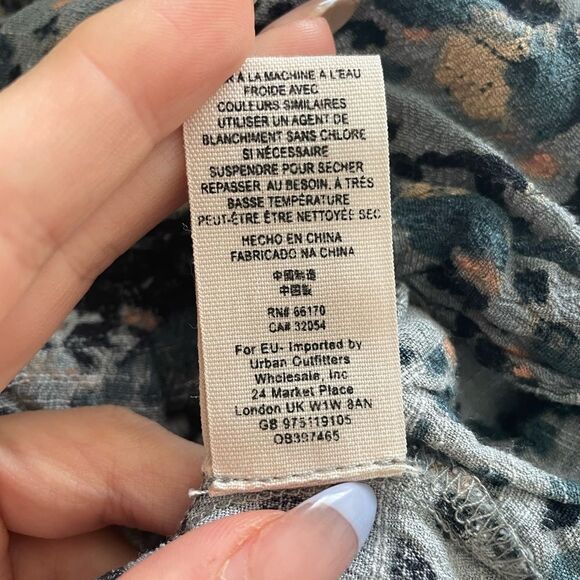 À LA MACHINE À L'EAU
FROIDE AVEC
COULEURS SIMILAIRES
UTILISER UN AGENT DE
BLANCHIMENT SANS CHLORE
SI NÉCESSAIRE
SUSPENDRE POUR SÉCHER
REPASSER AU BESOIN, À TRÈS
BASSE TEMPÉRATURE
PEUT-ÊTRE ÊTRE NETTOYÉE SEC
HECHO EN CHINA
FABRICADO NA CHINA
中國制造
中國製
RN# 66170
CA# 32054
For EU- Imported by
Urban Outfitters
Wholesale, Inc
24 Market Place
London UK W1W 8AN
GB 975119105
OB397465